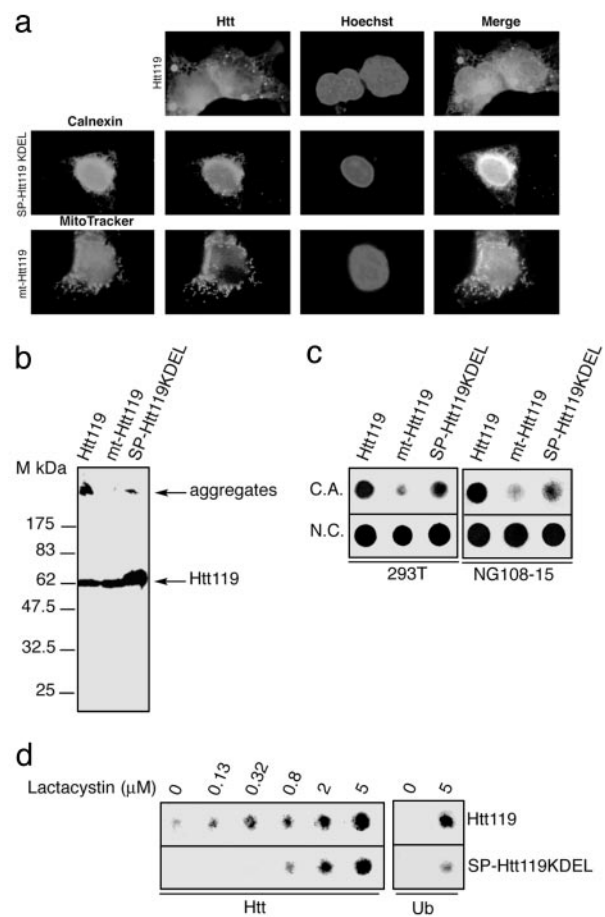 a
Htt Hoechst Merge
Htt119
Calnexin
SP-Htt119 KDEL
MitoTracker
mt-Htt119
b
Htt119 mt-Htt119 SP-Htt119KDEL
M kDa
aggregates
175
83
62
Htt119
47.5
32.5
25
c
Htt119 mt-Htt119 SP-Htt119KDEL Htt119 mt-Htt119 SP-Htt119KDEL
C.A.
N.C.
293T NG108-15
d
Lactacystin (μM) 0 0.13 0.32 0.8 2 5 0 5
Htt119
SP-Htt119KDEL
Htt Ub